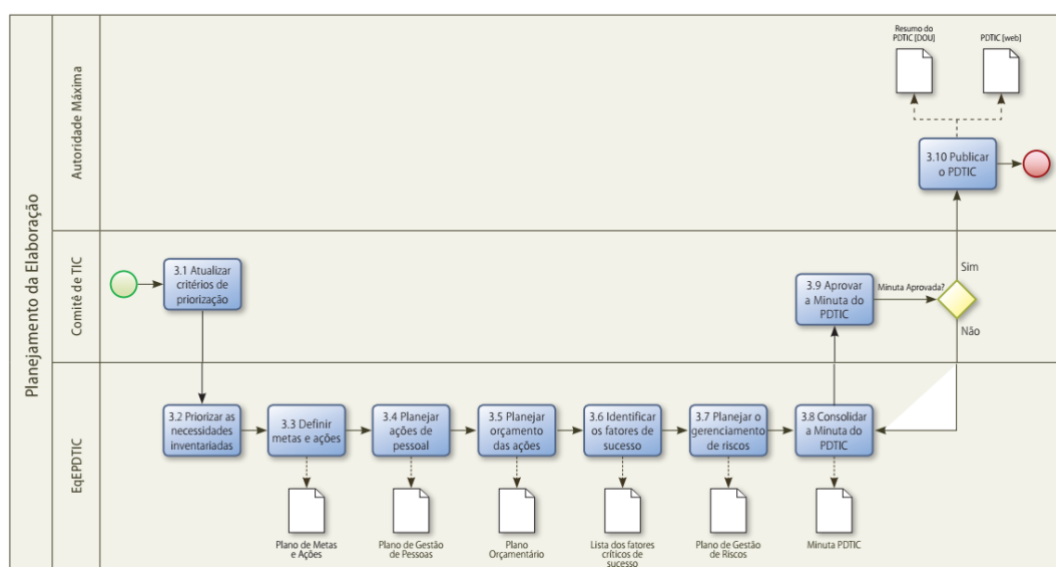 Planejamento da Elaboração
Autoridade Máxima
Resumo do
PDTIC [DOU]
PDTIC [web]
3.10 Publicar
o PDTIC
Comitê de TIC
3.1 Atualizar
critérios de
priorização
3.9 Aprovar
a Minuta do
PDTIC
Minuta Aprovada?
Sim
Não
EqEPDTIC
3.2 Priorizar as
necessidades
inventariadas
3.3 Definir
metas e ações
3.4 Planejar
ações de
pessoal
3.5 Planejar
orçamento
das ações
3.6 Identificar
os fatores de
sucesso
3.7 Planejar o
gerenciamento
de riscos
3.8 Consolidar
a Minuta do
PDTIC
Plano de Metas
e Ações
Plano de Gestão
de Pessoas
Plano
Orçamentário
Lista dos fatores
críticos de
sucesso
Plano de Gestão
de Riscos
Minuta PDTIC